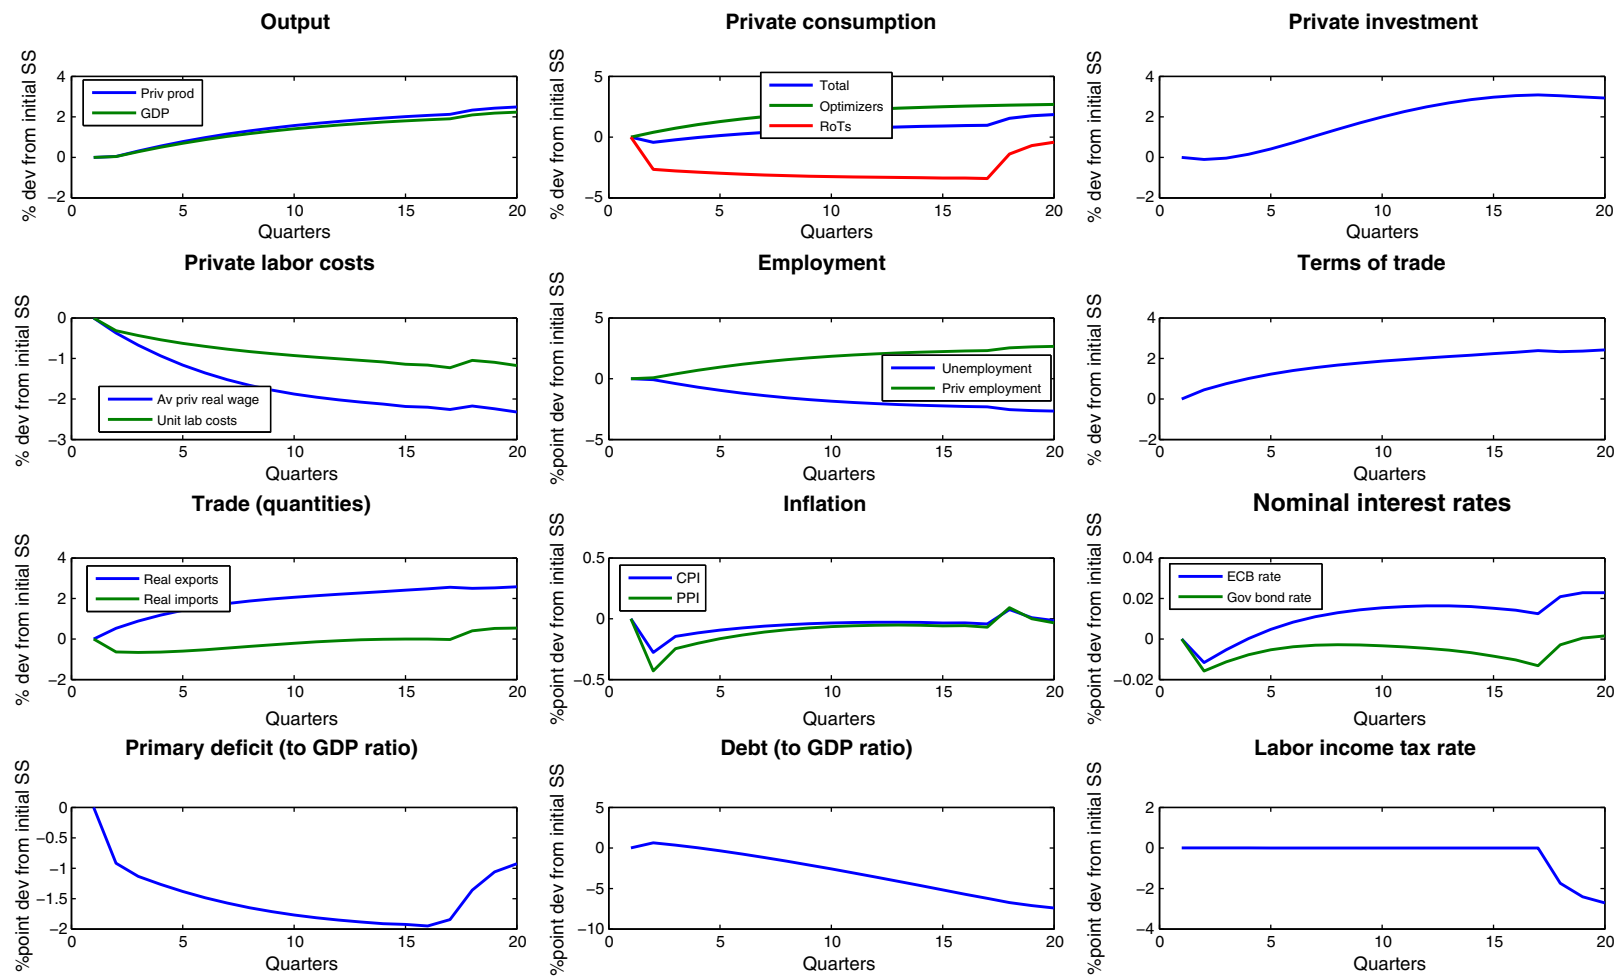 Output
% dev from initial SS
4
2
0
−2
Priv prod
GDP
0
5
10
15
20
Quarters
Private consumption
% dev from initial SS
5
0
−5
Total
Optimizers
RoTs
0
5
10
15
20
Quarters
Private investment
% dev from initial SS
4
2
0
−2
0
5
10
15
20
Quarters
Private labor costs
% dev from initial SS
0
−1
−2
−3
Av priv real wage
Unit lab costs
0
5
10
15
20
Quarters
Employment
%point dev from initial SS
5
0
−5
Unemployment
Priv employment
0
5
10
15
20
Quarters
Terms of trade
% dev from initial SS
4
2
0
−2
0
5
10
15
20
Quarters
Trade (quantities)
% dev from initial SS
4
2
0
−2
Real exports
Real imports
0
5
10
15
20
Quarters
Inflation
%point dev from initial SS
0.5
0
−0.5
CPI
PPI
0
5
10
15
20
Quarters
Nominal interest rates
%point dev from initial SS
0.04
0.02
0
−0.02
ECB rate
Gov bond rate
0
5
10
15
20
Quarters
Primary deficit (to GDP ratio)
%point dev from initial SS
0
−0.5
−1
−1.5
−2
0
5
10
15
20
Quarters
Debt (to GDP ratio)
%point dev from initial SS
5
0
−5
−10
0
5
10
15
20
Quarters
Labor income tax rate
%point dev from initial SS
2
0
−2
−4
0
5
10
15
20
Quarters